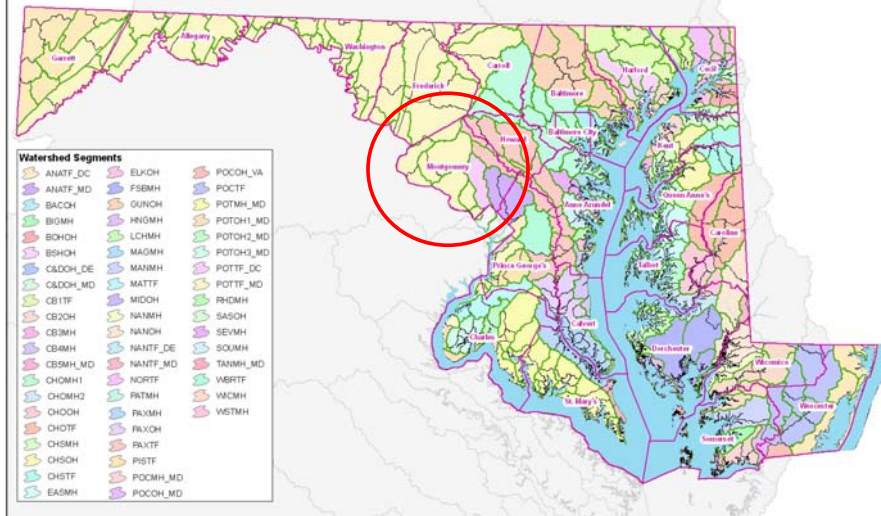 Garrett
Allegany
Washington
Frederick
Carroll
Baltimore
Harford
Cecil
Howard
Baltimore City
Kent
Montgomery
Anne Arundel
Queen Anne's
Caroline
Prince George's
Talbot
Calvert
Charles
Dorchester
Wicomico
St. Mary's
Worcester
Somerset
Watershed Segments
ANATF_DC
ANATF_MD
BACOH
BIGMH
BOHOH
BSHOH
C&DOH_DE
C&DOH_MD
CB1TF
CB2OH
CB3MH
CB4MH
CB5MH_MD
CHOMH1
CHOMH2
CHOOH
CHOTF
CHSMH
CHSOH
CHSTF
EASMH
ELKOH
FSBMH
GUNOH
HNGMH
LCHMH
MAGMH
MANMH
MATTF
MIDOH
NANMH
NANOH
NANTF_DE
NANTF_MD
NORTF
PATMH
PAXMH
PAXOH
PAXTF
PISTF
POCMH_MD
POCOH_MD
POCOH_VA
POCTF
POTMH_MD
POTOH1_MD
POTOH2_MD
POTOH3_MD
POTTF_DC
POTTF_MD
RHDMH
SASOH
SEVMH
SOUMH
TANMH_MD
WBRTF
WICMH
WSTMH